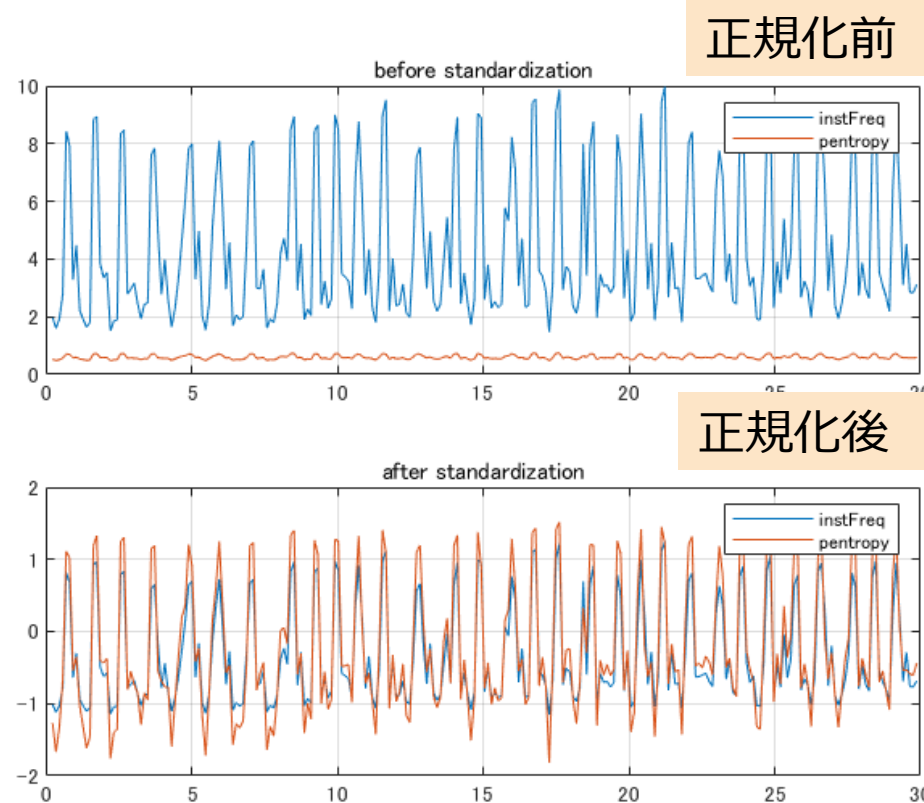 正規化前
before standardization
10
8
6
4
2
0
instFreq
pentropy
0 5 10 15 20 25 30
正規化後
after standardization
2
1
0
-1
-2
instFreq
pentropy
0 5 10 15 20 25 30